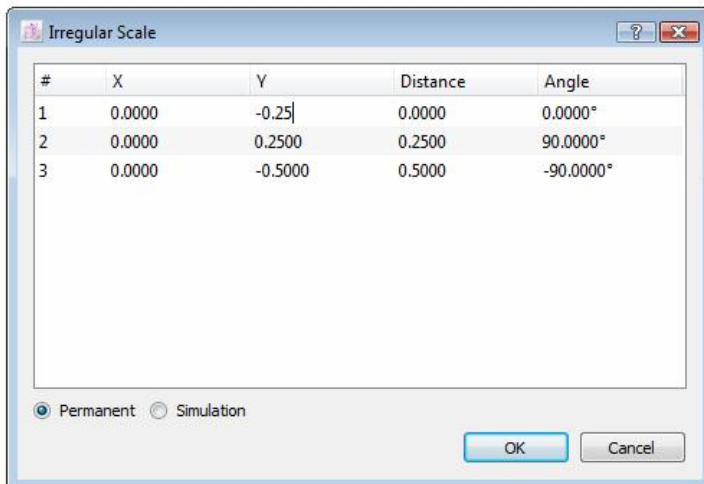 Irregular Scale
# X Y Distance Angle
1 0.0000 -0.25 0.0000 0.0000°
2 0.0000 0.2500 0.2500 90.0000°
3 0.0000 -0.5000 0.5000 -90.0000°
Permanent Simulation
OK Cancel